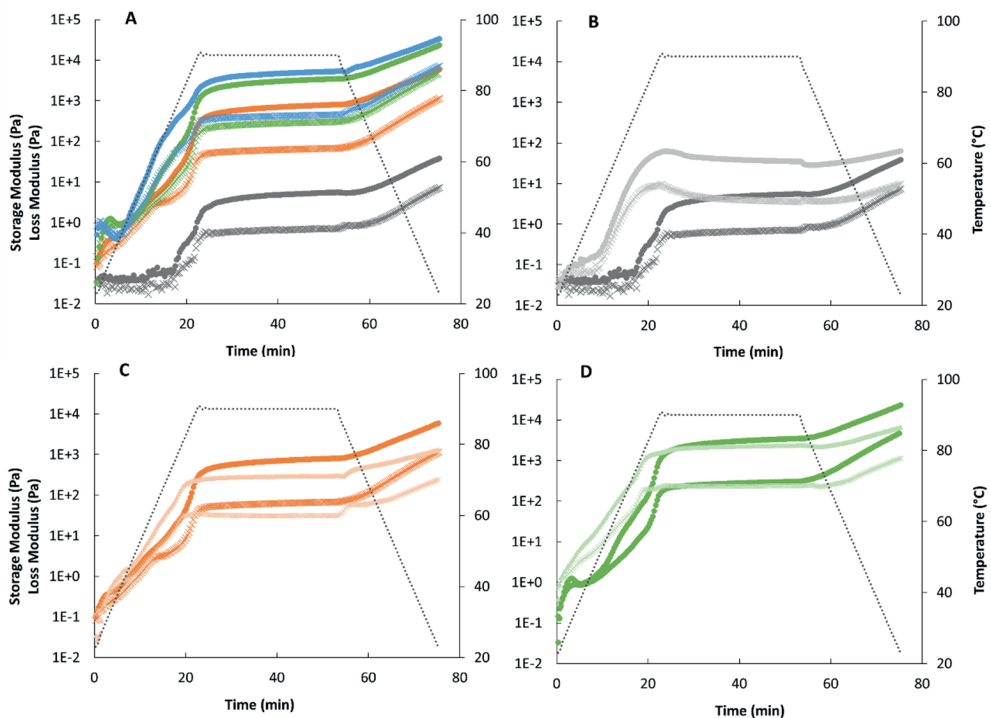 A
1E+5
1E+4
1E+3
1E+2
1E+1
1E+0
1E-1
1E-2
Storage Modulus (Pa)
Loss Modulus (Pa)
100
80
60
40
20
0
20
40
60
80
Time (min)
B
1E+5
1E+4
1E+3
1E+2
1E+1
1E+0
1E-1
1E-2
100
80
60
40
20
Temperature (°C)
0
20
40
60
80
Time (min)
C
1E+5
1E+4
1E+3
1E+2
1E+1
1E+0
1E-1
1E-2
Storage Modulus (Pa)
Loss Modulus (Pa)
100
80
60
40
20
0
20
40
60
80
Time (min)
D
1E+5
1E+4
1E+3
1E+2
1E+1
1E+0
1E-1
1E-2
100
80
60
40
20
Temperature (°C)
0
20
40
60
80
Time (min)